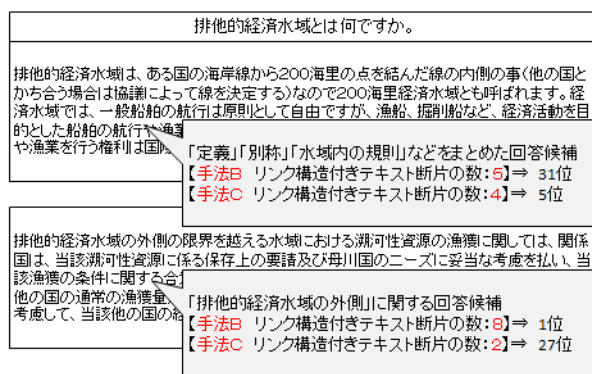 排他的経済水域とは何ですか。
排他的経済水域は、ある国の海岸線から200海里の点を結んだ線の内側の事(他の国と
かち合う場合は協議によって線を決定する)なので200海里経済水域とも呼ばれます。経
済水域では、一般船舶の航行は原則として自由ですが、漁船、掘削船など、経済活動を目
的とした船舶の航行や漁業
や漁業を行う権利は国際
「定義」「別称」「水域内の規則」などをまとめた回答候補
【手法B リンク構造付きテキスト断片の数:5】⇒ 31位
【手法C リンク構造付きテキスト断片の数:4】⇒ 5位
排他的経済水域の外側の限界を越える水域における溯河性資源の漁獲に関しては、関係
国は、当該溯河性資源に係る保存上の要請及び母川国のニーズに妥当な考慮を払い、当
該漁獲の条件に関する合
他の国の通常の漁獲量
考慮して、当該他の国の経
「排他的経済水域の外側」に関する回答候補
【手法B リンク構造付きテキスト断片の数:8】⇒ 1位
【手法C リンク構造付きテキスト断片の数:2】⇒ 27位